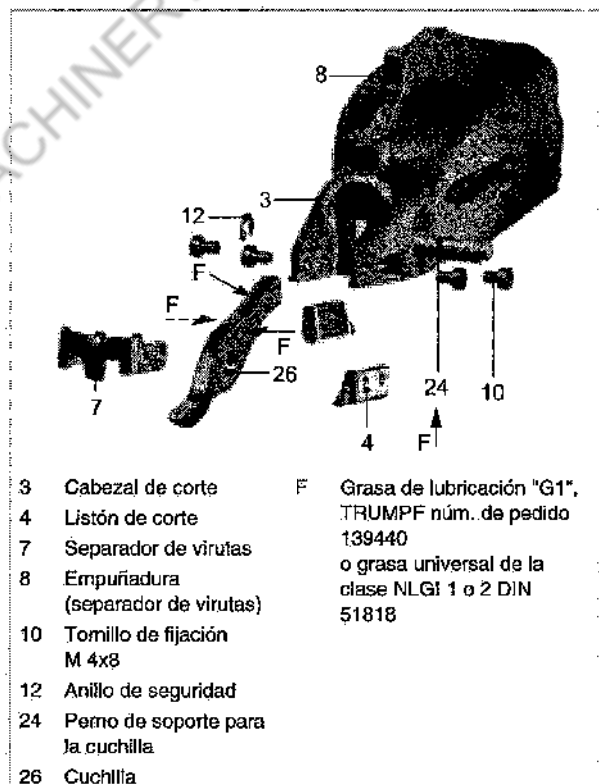 MACHINER
8
3
12
F
F
F
26
7
4
24
10
F
3 Cabezal de corte
4 Listón de corte
7 Separador de virutas
8 Empuñadura
(separador de virutas)
10 Tornillo de fijación
M 4x8
12 Anillo de seguridad
24 Perno de soporte para
la cuchilla
26 Cuchilla
F Grasa de lubricación "G1",
TRUMPF núm. de pedido
139440
o grasa universal de la
clase NLGI 1 o 2 DIN
51818